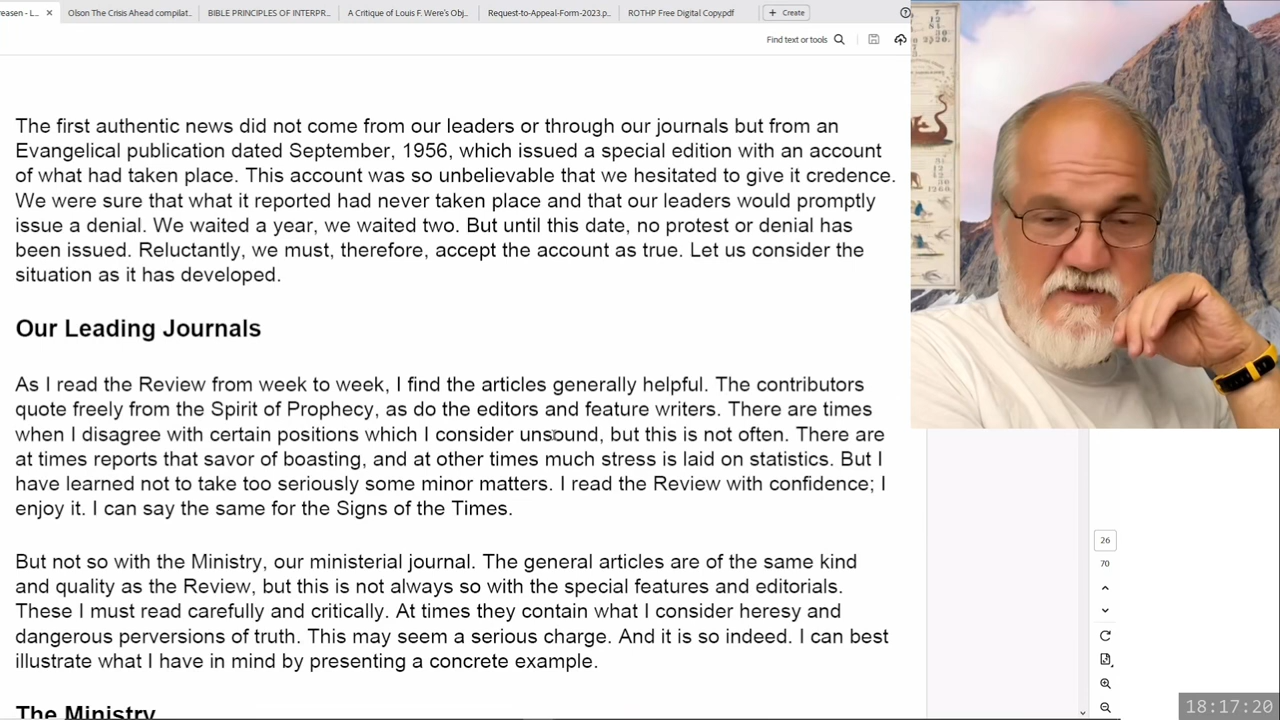 reasen - L...
Olson The Crisis Ahead compilat...
BIBLE PRINCIPLES OF INTERPR...
A Critique of Louis F. Were's Obj...
Request-to-Appeal-Form-2023.p...
ROTHP Free Digital Copy.pdf
Create
Find text or tools
The first authentic news did not come from our leaders or through our journals but from an
Evangelical publication dated September, 1956, which issued a special edition with an account
of what had taken place. This account was so unbelievable that we hesitated to give it credence.
We were sure that what it reported had never taken place and that our leaders would promptly
issue a denial. We waited a year, we waited two. But until this date, no protest or denial has
been issued. Reluctantly, we must, therefore, accept the account as true. Let us consider the
situation as it has developed.
Our Leading Journals
As I read the Review from week to week, I find the articles generally helpful. The contributors
quote freely from the Spirit of Prophecy, as do the editors and feature writers. There are times
when I disagree with certain positions which I consider unsound, but this is not often. There are
at times reports that savor of boasting, and at other times much stress is laid on statistics. But I
have learned not to take too seriously some minor matters. I read the Review with confidence; I
enjoy it. I can say the same for the Signs of the Times.
But not so with the Ministry, our ministerial journal. The general articles are of the same kind
and quality as the Review, but this is not always so with the special features and editorials.
These I must read carefully and critically. At times they contain what I consider heresy and
dangerous perversions of truth. This may seem a serious charge. And it is so indeed. I can best
illustrate what I have in mind by presenting a concrete example.
The Ministry
26
70
7
12
8 1
30
2520
1260
18:17:20